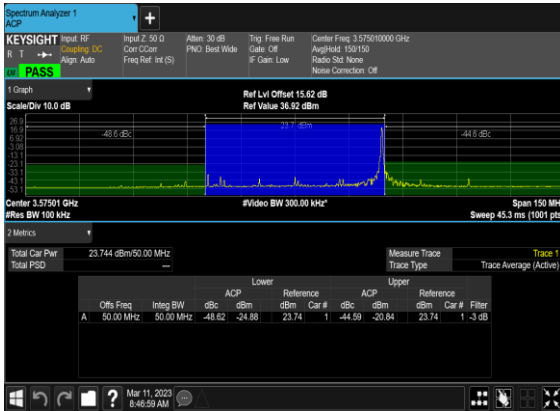 Spectrum Analyzer 1
ACP
KEYSIGHT Input: RF Input Z: 50 Ω Atten: 30 dB Trig: Free Run Center Freq: 3.575010000 GHz
R T Coupling: DC Corr CCorr PNO: Best Wide Gate: Off Avg|Hold: 150/150
Align: Auto Freq Ref: Int (S) IF Gain: Low Radio Std: None
PASS Noise Correction: Off
1 Graph
Ref Lvl Offset 15.62 dB
Scale/Div 10.0 dB Ref Value 36.92 dBm
26.9
16.9
6.92
-3.08
-13.1
-23.1
-33.1
-43.1
-53.1
-48.6 dBc 23.7 dBm -44.6 dBc
Center 3.57501 GHz #Video BW 300.00 kHz* Span 150 MH
#Res BW 100 kHz Sweep 45.3 ms (1001 pts
2 Metrics
Total Car Pwr 23.744 dBm/50.00 MHz Measure Trace Trace 1
Total PSD --- Trace Type Trace Average (Active)
Lower Upper
ACP Reference ACP Reference
Offs Freq Integ BW dBc dBm dBm Car # dBc dBm dBm Car # Filter
A 50.00 MHz 50.00 MHz -48.62 -24.88 23.74 1 -44.59 -20.84 23.74 1 -3 dB
?
Mar 11, 2023
8:46:59 AM